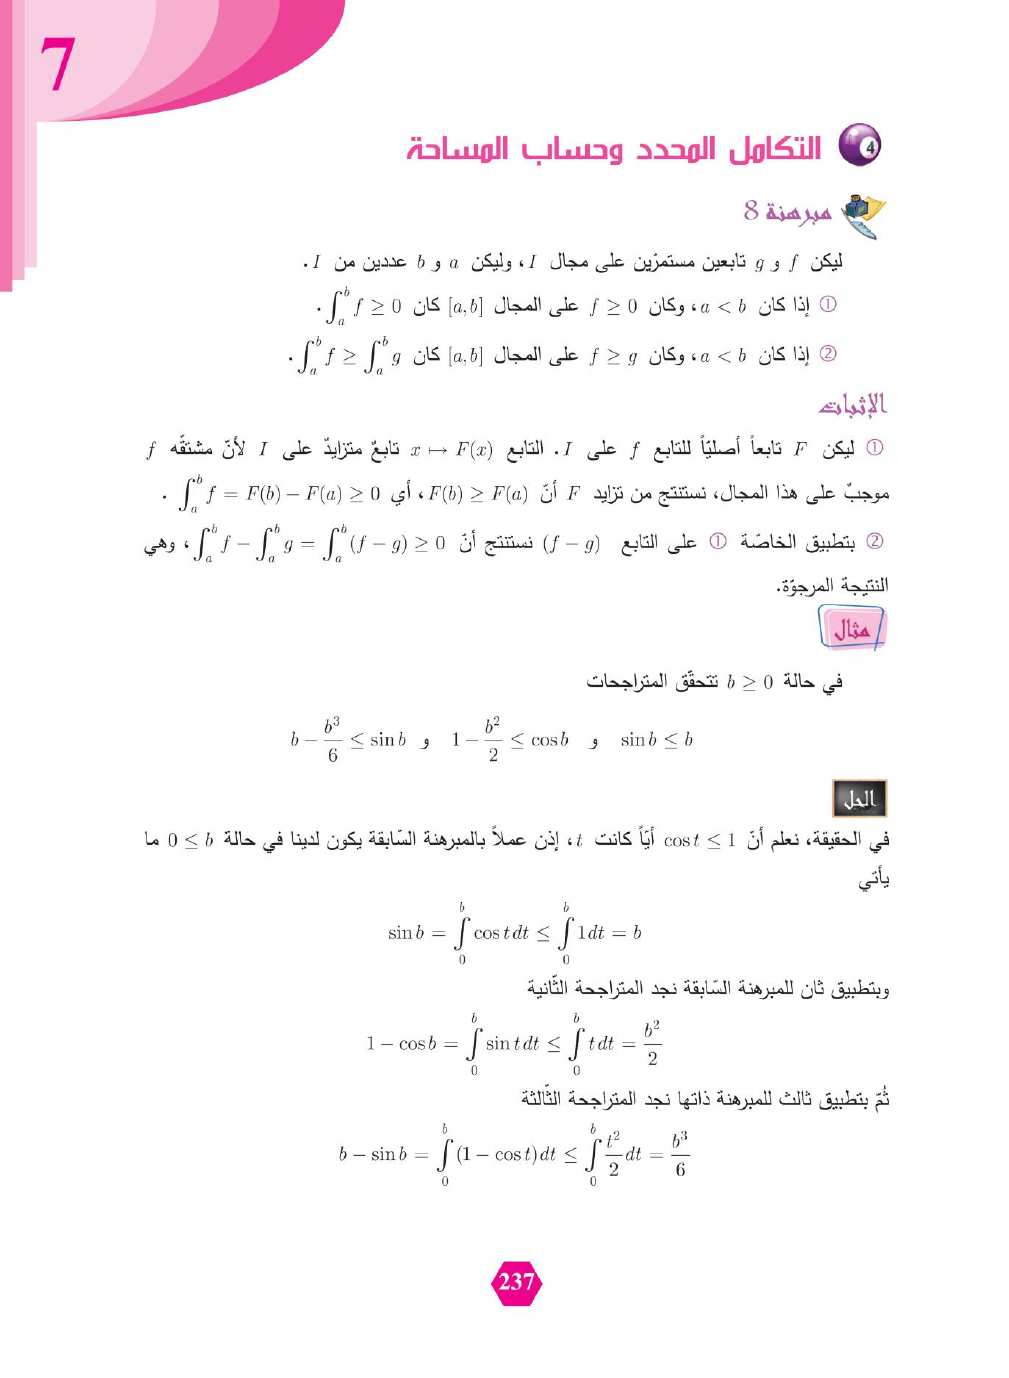 7
4 التكامل المحدد وحساب المساحة
مبرهنة 8
ليكن f و g تابعين مستمرّين على مجال I، وليكن a و b عددين من I.
① إذا كان a < b، وكان f ≥ 0 على المجال [a,b] كان ∫_a^b f ≥ 0.
② إذا كان a < b، وكان f ≥ g على المجال [a,b] كان ∫_a^b f ≥ ∫_a^b g.
الإثبات
① ليكن F تابعاً أصليّاً للتابع f على I. التابع x ↦ F(x) تابعٌ متزايدٌ على I لأنّ مشتقّه f
موجبٌ على هذا المجال، نستنتج من تزايد F أنّ F(b) ≥ F(a)، أي ∫_a^b f = F(b) − F(a) ≥ 0.
② بتطبيق الخاصّة ① على التابع (f − g) نستنتج أنّ ∫_a^b f − ∫_a^b g = ∫_a^b (f − g) ≥ 0، وهي
النتيجة المرجوّة.
مثال
في حالة b ≥ 0 تتحقّق المتراجحات
sin b ≤ b و 1 − b²/2 ≤ cos b و b − b³/6 ≤ sin b
الحل
في الحقيقة، نعلم أنّ cos t ≤ 1 أيّاً كانت t، إذن عملاً بالمبرهنة السّابقة يكون لدينا في حالة 0 ≤ b ما
يأتي
sin b = ∫_0^b cos t dt ≤ ∫_0^b 1dt = b
وبتطبيق ثان للمبرهنة السّابقة نجد المتراجحة الثّانية
1 − cos b = ∫_0^b sin t dt ≤ ∫_0^b t dt = b²/2
ثُمّ بتطبيق ثالث للمبرهنة ذاتها نجد المتراجحة الثّالثة
b − sin b = ∫_0^b (1 − cos t)dt ≤ ∫_0^b t²/2 dt = b³/6
237